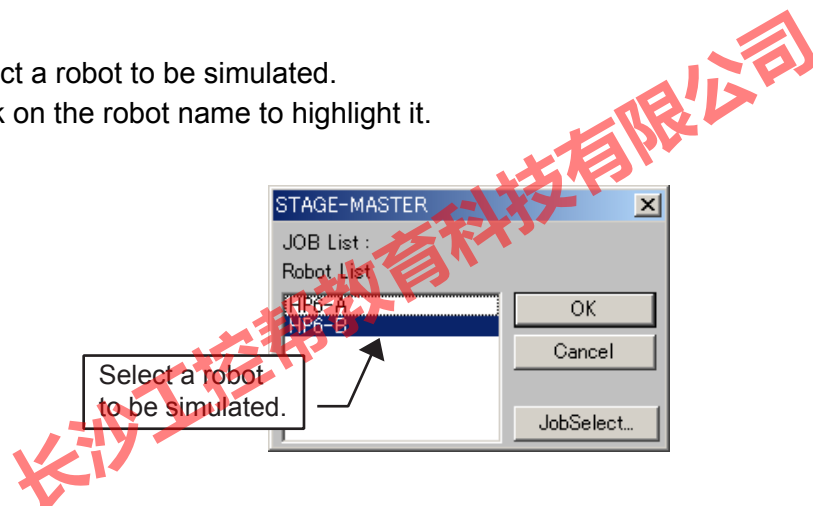 ct a robot to be simulated.
k on the robot name to highlight it.
STAGE-MASTER
JOB List :
Robot List
HP6-A
HP6-B
OK
Cancel
JobSelect...
Select a robot
to be simulated.
长沙工控帮教育科技有限公司